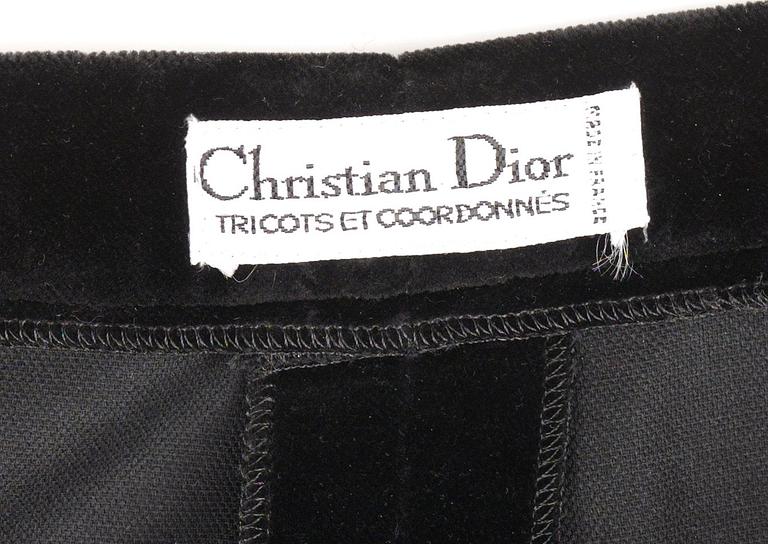 Christian Dior
TRICOTS ET COORDONNÉS
MADE IN FRANCE